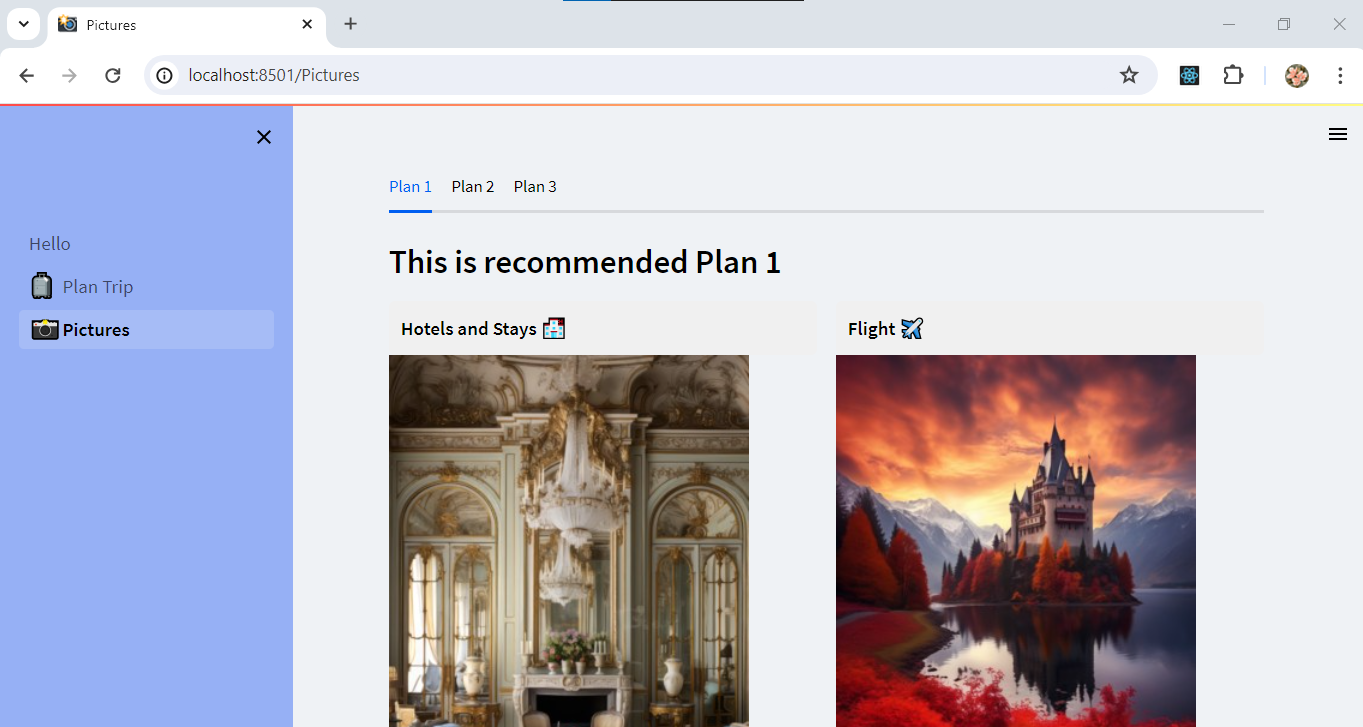 Pictures
localhost:8501/Pictures
Hello
Plan Trip
Pictures
Plan 1 Plan 2 Plan 3
This is recommended Plan 1
Hotels and Stays 🏨
Flight ✈️